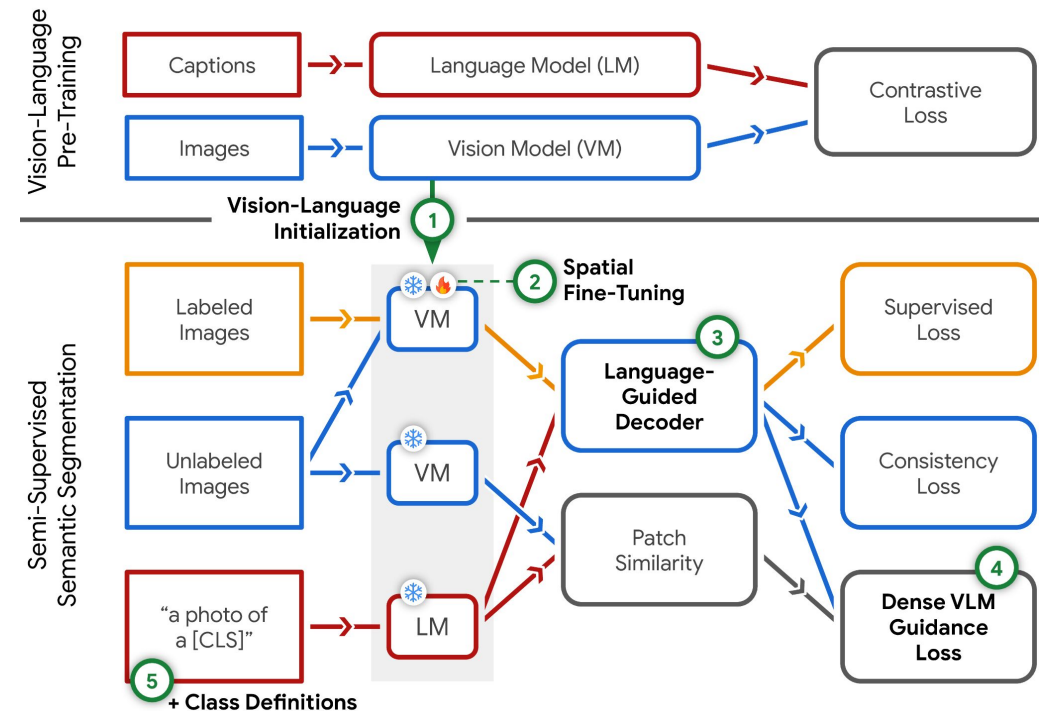 Vision-Language
Pre-Training
Captions
Language Model (LM)
Images
Vision Model (VM)
Contrastive
Loss
Vision-Language
Initialization
1
Semi-Supervised
Semantic Segmentation
Labeled
Images
VM
2
Spatial
Fine-Tuning
3
Language-
Guided
Decoder
Supervised
Loss
Unlabeled
Images
VM
Consistency
Loss
Patch
Similarity
“a photo of
a [CLS]”
LM
4
Dense VLM
Guidance
Loss
5
+ Class Definitions